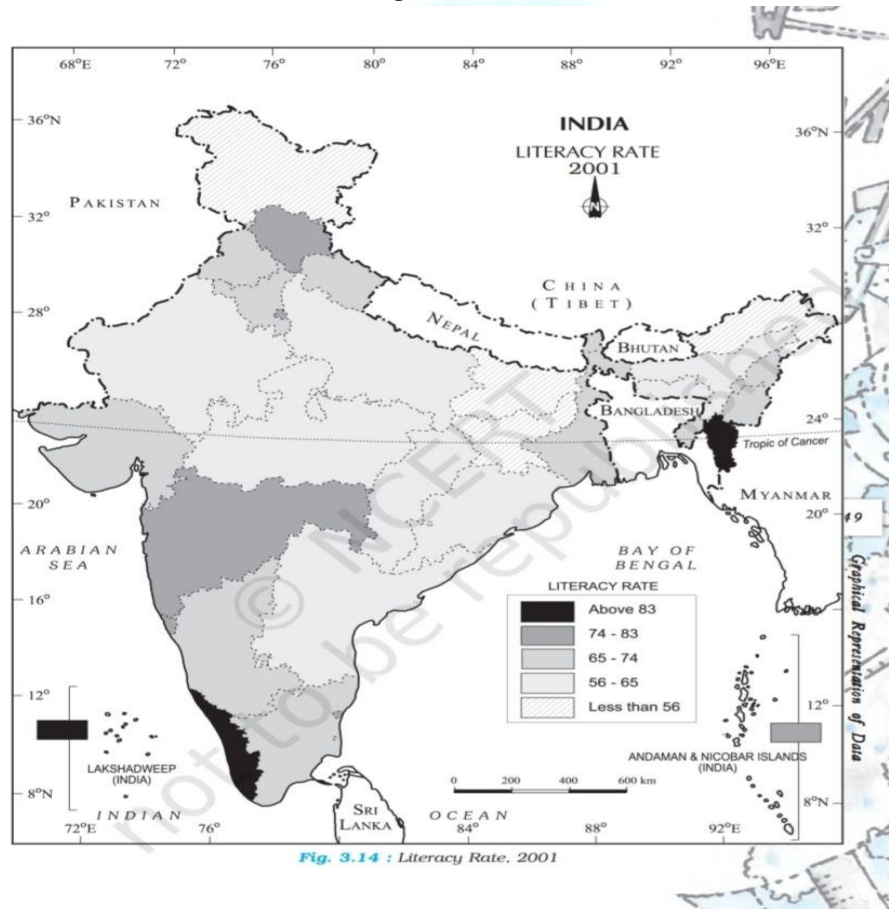 68°E 72° 76° 80° 84° 88° 92° 96°E
36°N 36°N
INDIA
LITERACY RATE
2001
N
PAKISTAN
32° 32°
CHINA
(TIBET)
28° 28°
NEPAL
BHUTAN
BANGLADESH
24° 24°
Tropic of Cancer
MYANMAR
20° 20°
49
ARABIAN
SEA
BAY OF
BENGAL
Graphical Representation of Data
LITERACY RATE
Above 83
74 - 83
65 - 74
56 - 65
Less than 56
16°
12° 12°
LAKSHADWEEP
(INDIA)
ANDAMAN & NICOBAR ISLANDS
(INDIA)
0 200 400 600 km
8°N 8°N
INDIAN OCEAN
SRI
LANKA
72°E 76° 84° 88° 92°E
© NCERT
not to be republished
Fig. 3.14 : Literacy Rate, 2001